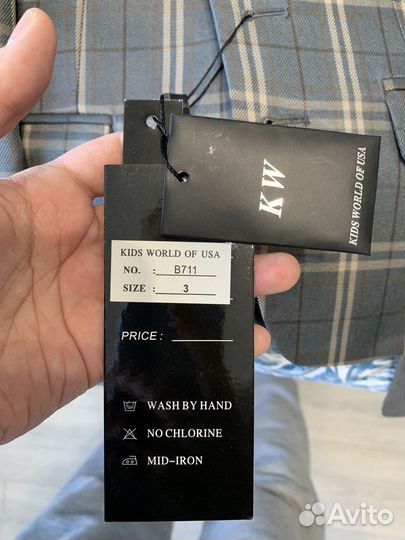 KW
KIDS WORLD OF USA
KIDS WORLD OF USA
NO. : B711
SIZE : 3
PRICE :
WASH BY HAND
NO CHLORINE
MID-IRON
Avito